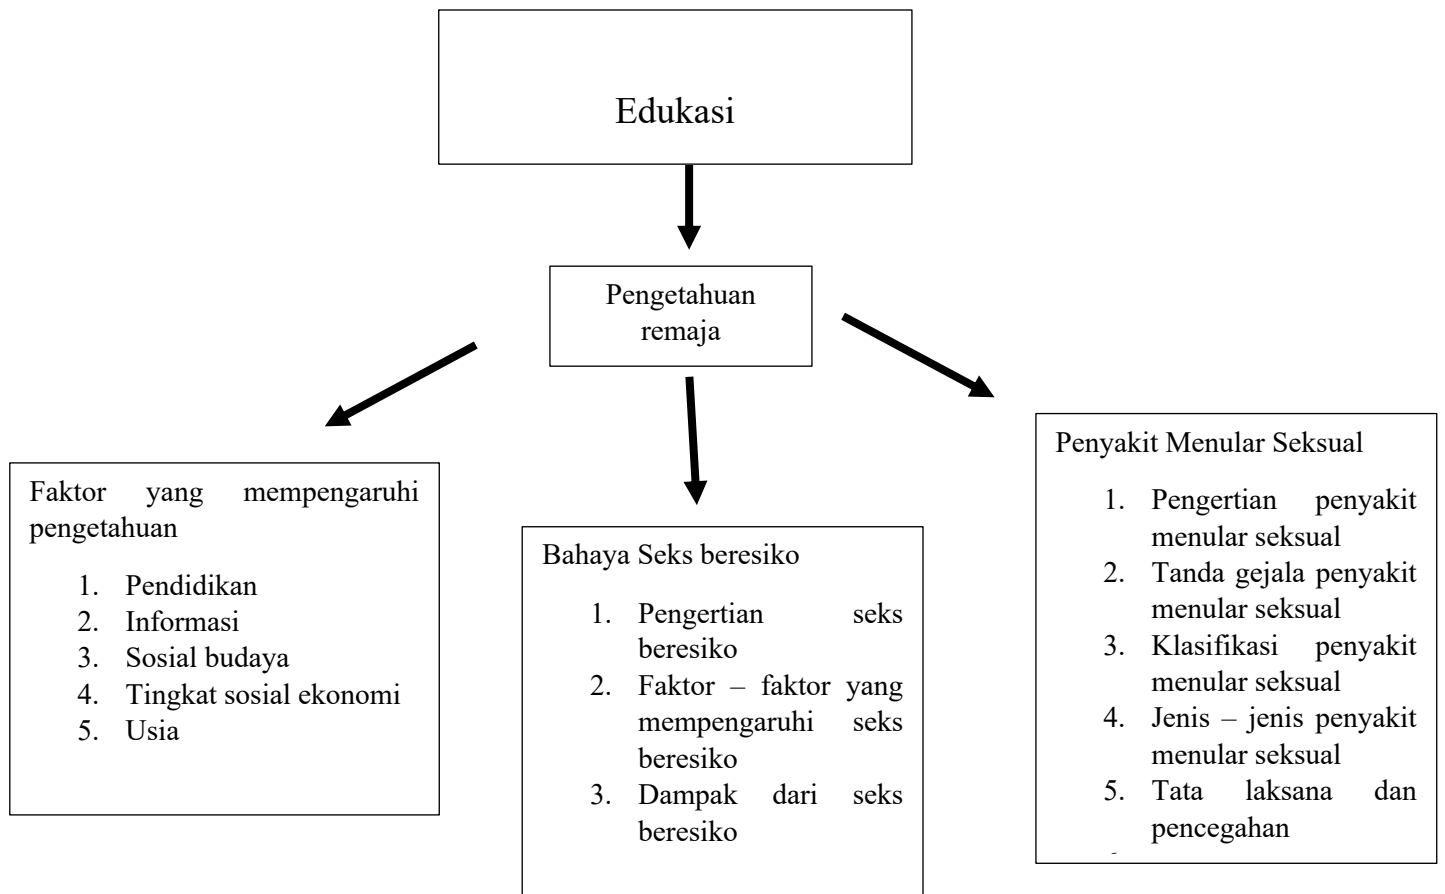 Edukasi
Pengetahuan
remaja
Faktor yang mempengaruhi
pengetahuan
1. Pendidikan
2. Informasi
3. Sosial budaya
4. Tingkat sosial ekonomi
5. Usia
Bahaya Seks beresiko
1. Pengertian seks
beresiko
2. Faktor – faktor yang
mempengaruhi seks
beresiko
3. Dampak dari seks
beresiko
Penyakit Menular Seksual
1. Pengertian penyakit
menular seksual
2. Tanda gejala penyakit
menular seksual
3. Klasifikasi penyakit
menular seksual
4. Jenis – jenis penyakit
menular seksual
5. Tata laksana dan
pencegahan